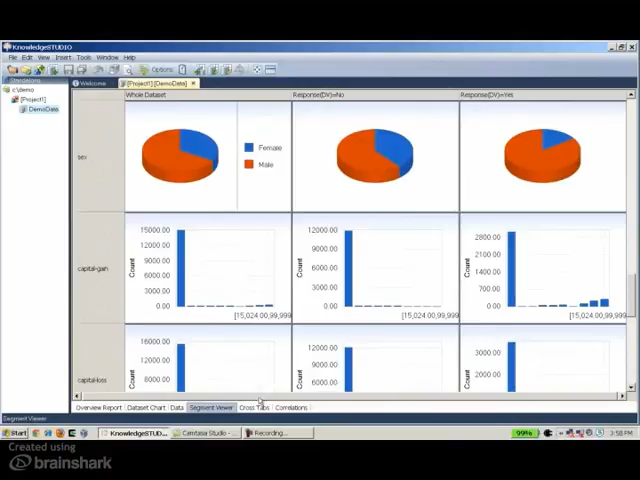 KnowledgeSTUDIO
File Edit View Insert Tools Window Help
Options
Standalone
Welcome
[Project1] [DemoData]
c:\demo
[Project1]
DemoData
Whole Dataset
Response(DV)=No
Response(DV)=Yes
sex
Female
Male
capital-gain
Count
15000.00
12000.00
9000.00
6000.00
3000.00
0.00
[15,024.00,99,999
Count
12000.00
9000.00
6000.00
3000.00
0.00
[15,024.00,99,999
Count
2800.00
2100.00
1400.00
700.00
0.00
[15,024.00,99,999
capital-loss
Count
16000.00
12000.00
8000.00
Count
12000.00
9000.00
6000.00
Count
3000.00
2000.00
Overview Report Dataset Chart Data Segment Viewer Cross Tabs Correlations
Segment Viewer
Start
KnowledgeSTUD...
Camtasia Studio - ...
Recording...
99%
3:58 PM
Created using
brainshark